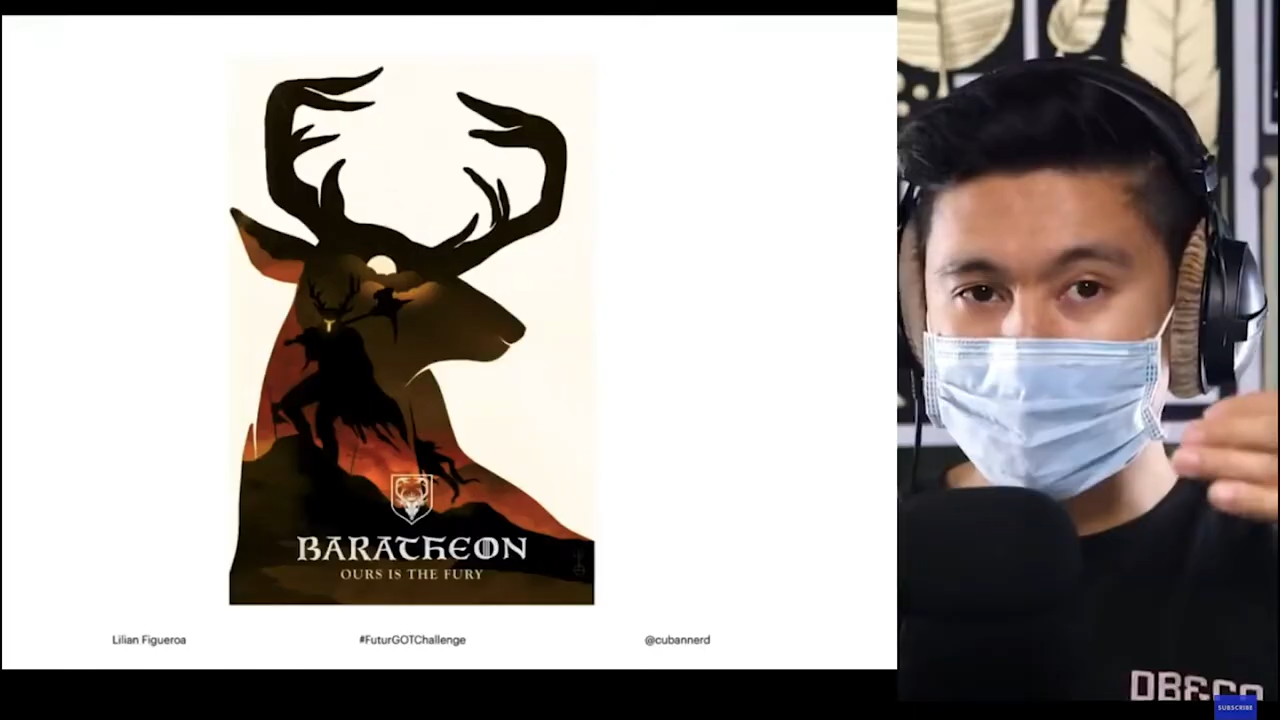 BARATHEON
OURS IS THE FURY
Lilian Figueroa
#FuturGOTChallenge
@cubannerd
SUBSCRIBE